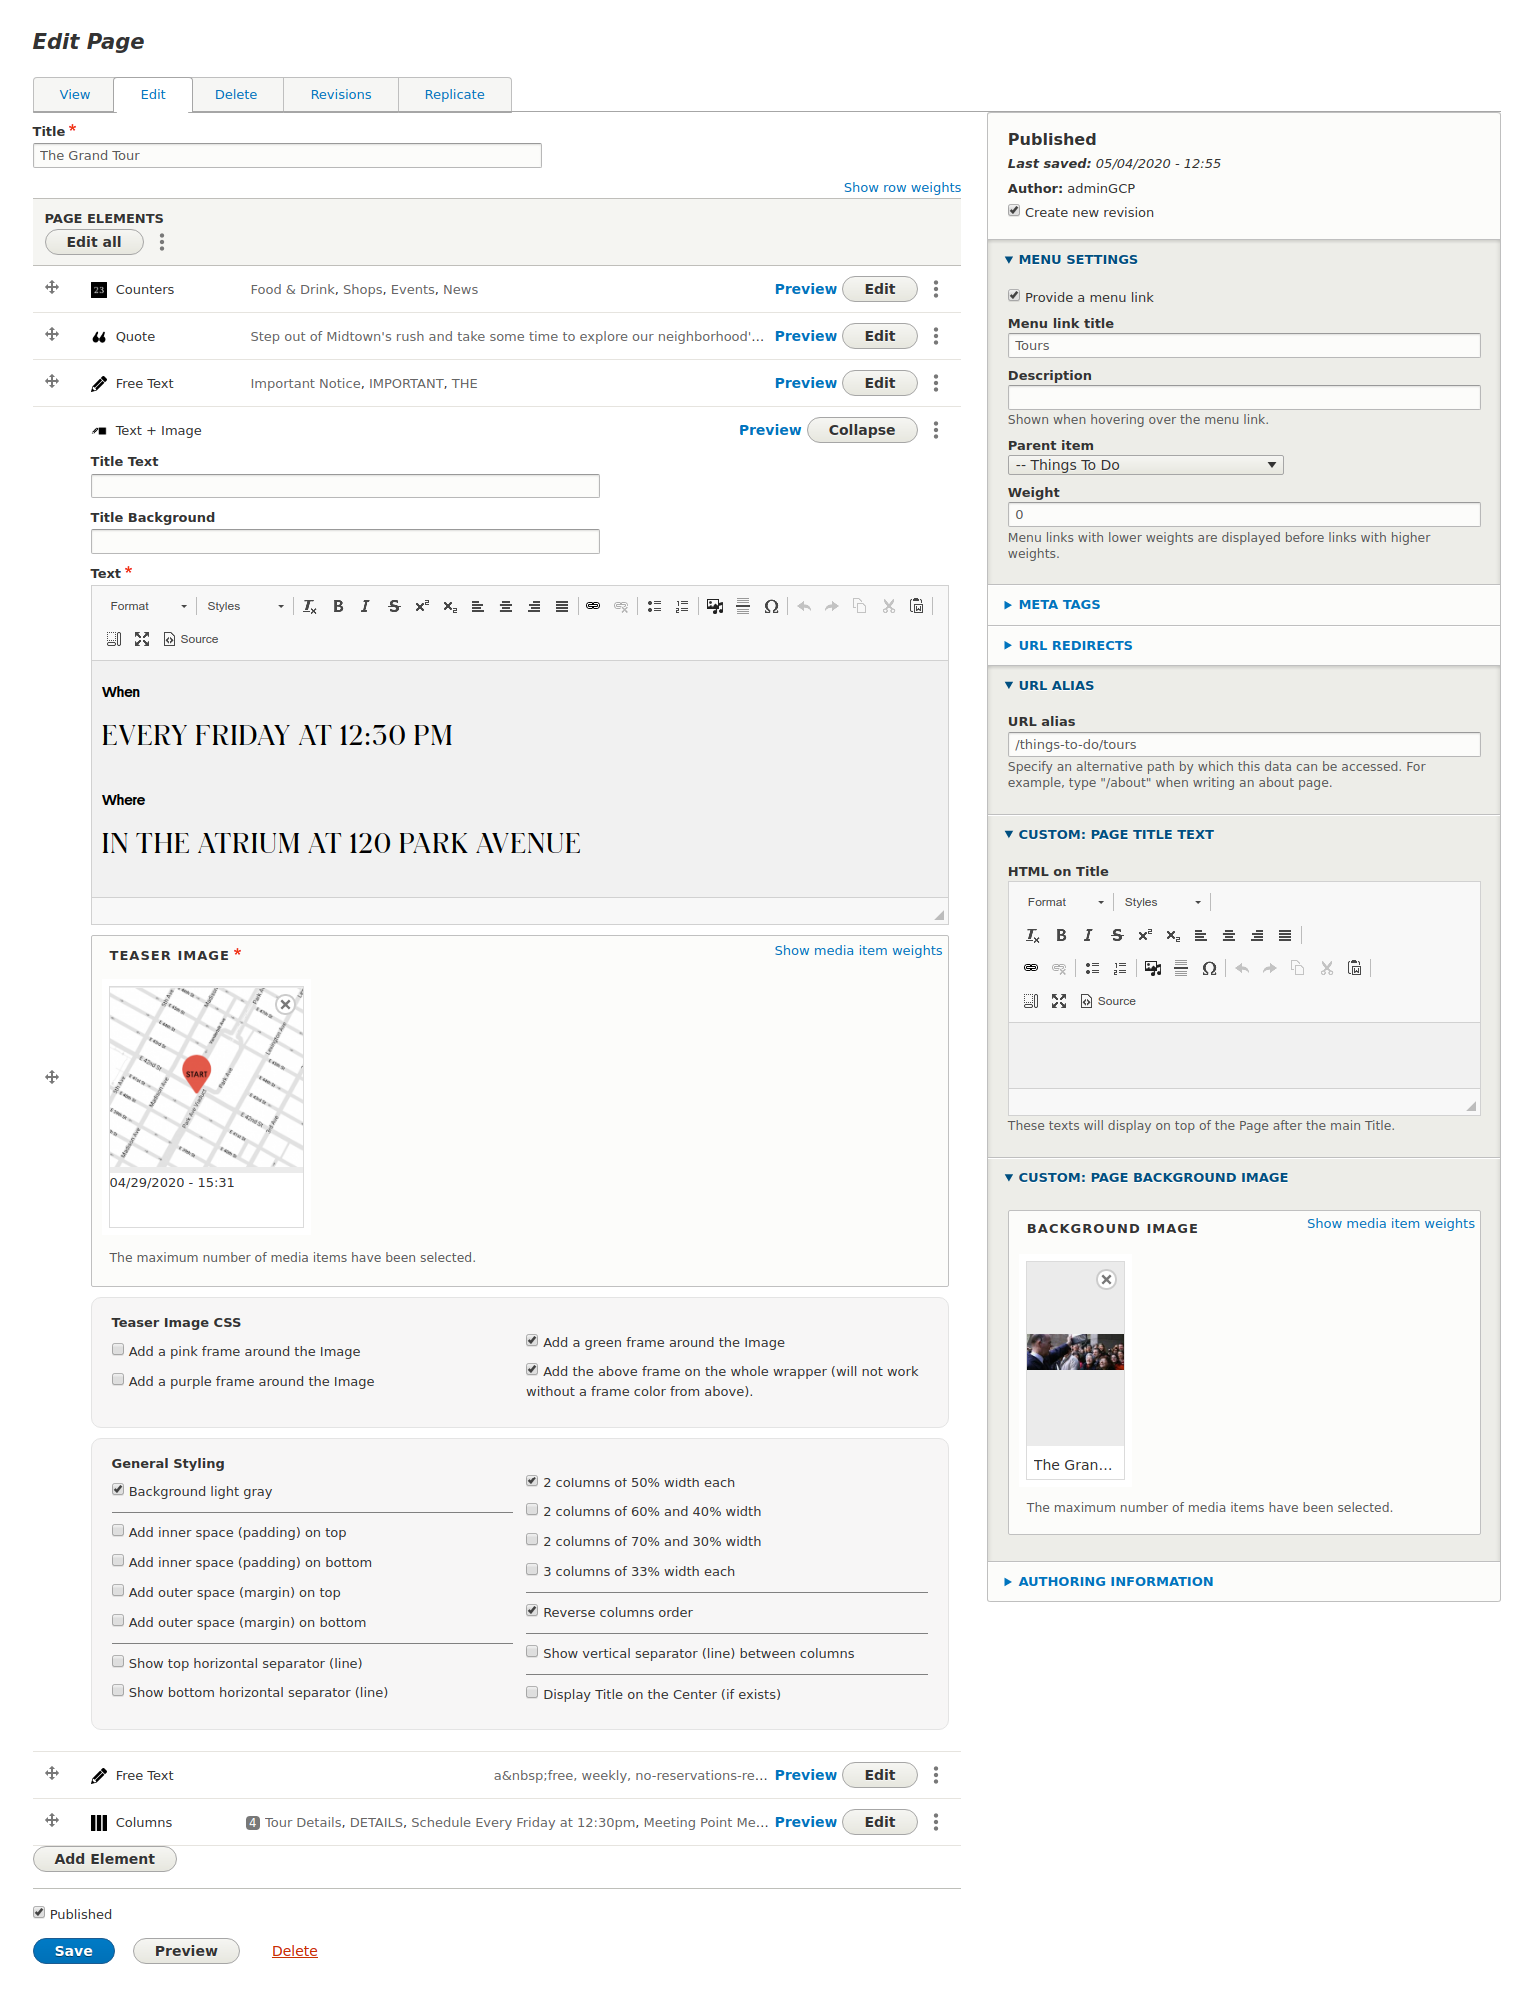 Edit Page
View Edit Delete Revisions Replicate
Title *
The Grand Tour
Show row weights
PAGE ELEMENTS
Edit all
Counters Food & Drink, Shops, Events, News Preview Edit
Quote Step out of Midtown's rush and take some time to explore our neighborhood'... Preview Edit
Free Text Important Notice, IMPORTANT, THE Preview Edit
Text + Image Preview Collapse
Title Text
Title Background
Text *
Format Styles
Source
When
EVERY FRIDAY AT 12:30 PM
Where
IN THE ATRIUM AT 120 PARK AVENUE
TEASER IMAGE * Show media item weights
START
04/29/2020 - 15:31
The maximum number of media items have been selected.
Teaser Image CSS
Add a pink frame around the Image
Add a purple frame around the Image
Add a green frame around the Image
Add the above frame on the whole wrapper (will not work
without a frame color from above).
General Styling
Background light gray
Add inner space (padding) on top
Add inner space (padding) on bottom
Add outer space (margin) on top
Add outer space (margin) on bottom
Show top horizontal separator (line)
Show bottom horizontal separator (line)
2 columns of 50% width each
2 columns of 60% and 40% width
2 columns of 70% and 30% width
3 columns of 33% width each
Reverse columns order
Show vertical separator (line) between columns
Display Title on the Center (if exists)
Free Text a&nbsp;free, weekly, no-reservations-re... Preview Edit
Columns 4 Tour Details, DETAILS, Schedule Every Friday at 12:30pm, Meeting Point Me... Preview Edit
Add Element
Published
Save Preview Delete
Published
Last saved: 05/04/2020 - 12:55
Author: adminGCP
Create new revision
MENU SETTINGS
Provide a menu link
Menu link title
Tours
Description
Shown when hovering over the menu link.
Parent item
-- Things To Do
Weight
0
Menu links with lower weights are displayed before links with higher
weights.
META TAGS
URL REDIRECTS
URL ALIAS
URL alias
/things-to-do/tours
Specify an alternative path by which this data can be accessed. For
example, type "/about" when writing an about page.
CUSTOM: PAGE TITLE TEXT
HTML on Title
Format Styles
Source
These texts will display on top of the Page after the main Title.
CUSTOM: PAGE BACKGROUND IMAGE
BACKGROUND IMAGE Show media item weights
The Gran...
The maximum number of media items have been selected.
AUTHORING INFORMATION